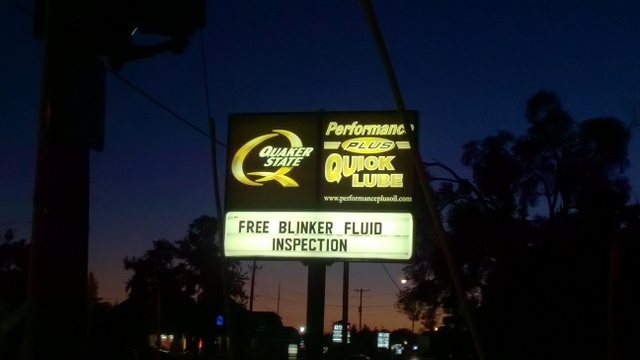 QUAKER
STATE
Performance
PLUS
QUICK
LUBE
www.performanceplusoil.com
FREE BLINKER FLUID
INSPECTION